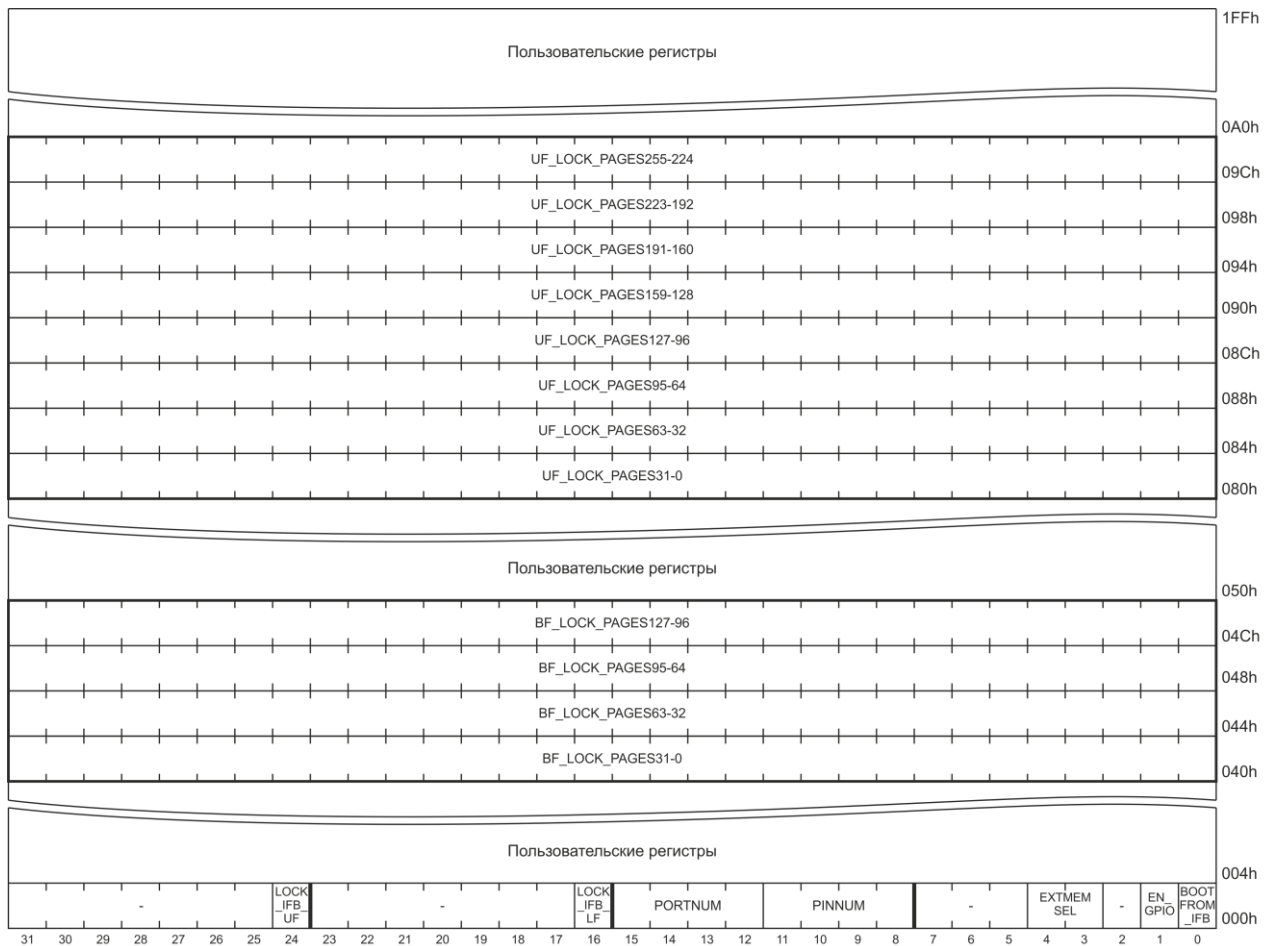 1FFh
Пользовательские регистры
0A0h
UF_LOCK_PAGES255-224
09Ch
UF_LOCK_PAGES223-192
098h
UF_LOCK_PAGES191-160
094h
UF_LOCK_PAGES159-128
090h
UF_LOCK_PAGES127-96
08Ch
UF_LOCK_PAGES95-64
088h
UF_LOCK_PAGES63-32
084h
UF_LOCK_PAGES31-0
080h
Пользовательские регистры
050h
BF_LOCK_PAGES127-96
04Ch
BF_LOCK_PAGES95-64
048h
BF_LOCK_PAGES63-32
044h
BF_LOCK_PAGES31-0
040h
Пользовательские регистры
004h
-
LOCK
_IFB_
UF
-
LOCK
_IFB_
LF
PORTNUM
PINNUM
-
EXTMEM
SEL
-
EN_
GPIO
BOOT
FROM
_IFB
000h
31 30 29 28 27 26 25 24 23 22 21 20 19 18 17 16 15 14 13 12 11 10 9 8 7 6 5 4 3 2 1 0